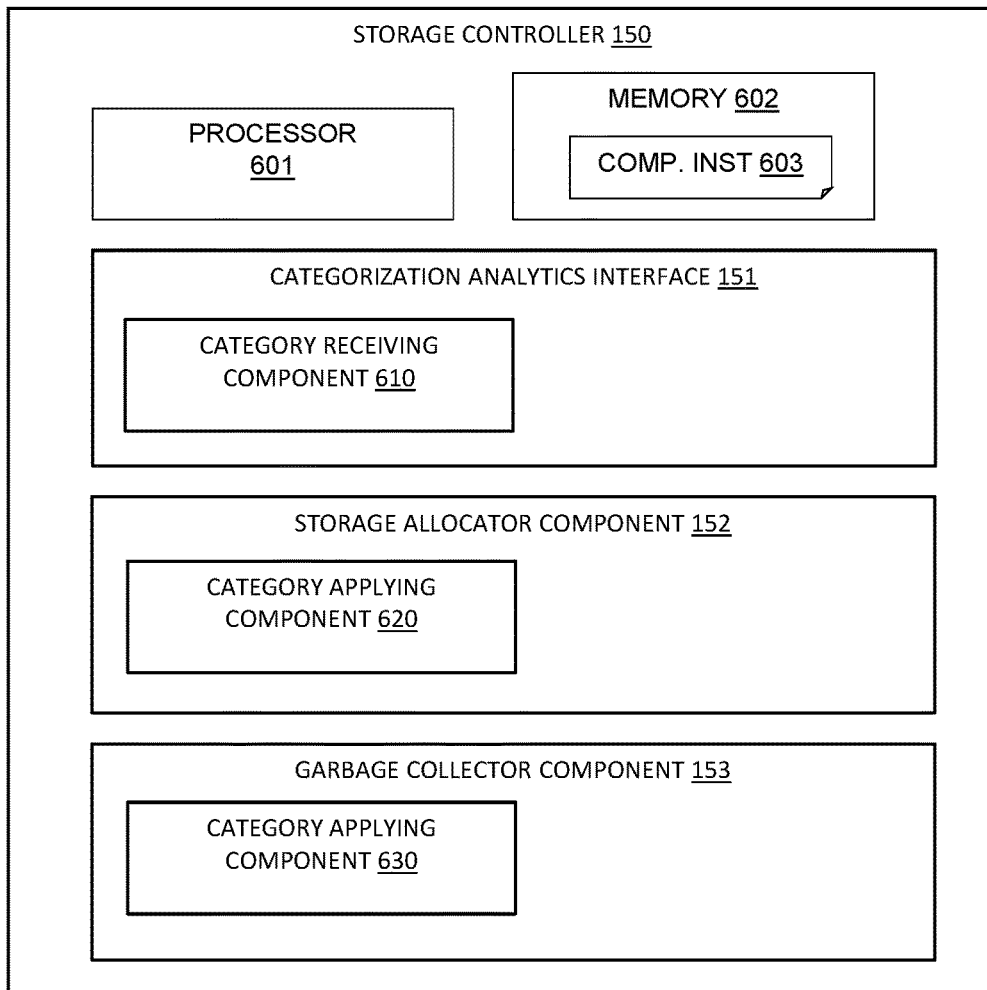 STORAGE CONTROLLER 150
PROCESSOR
601
MEMORY 602
COMP. INST 603
CATEGORIZATION ANALYTICS INTERFACE 151
CATEGORY RECEIVING
COMPONENT 610
STORAGE ALLOCATOR COMPONENT 152
CATEGORY APPLYING
COMPONENT 620
GARBAGE COLLECTOR COMPONENT 153
CATEGORY APPLYING
COMPONENT 630